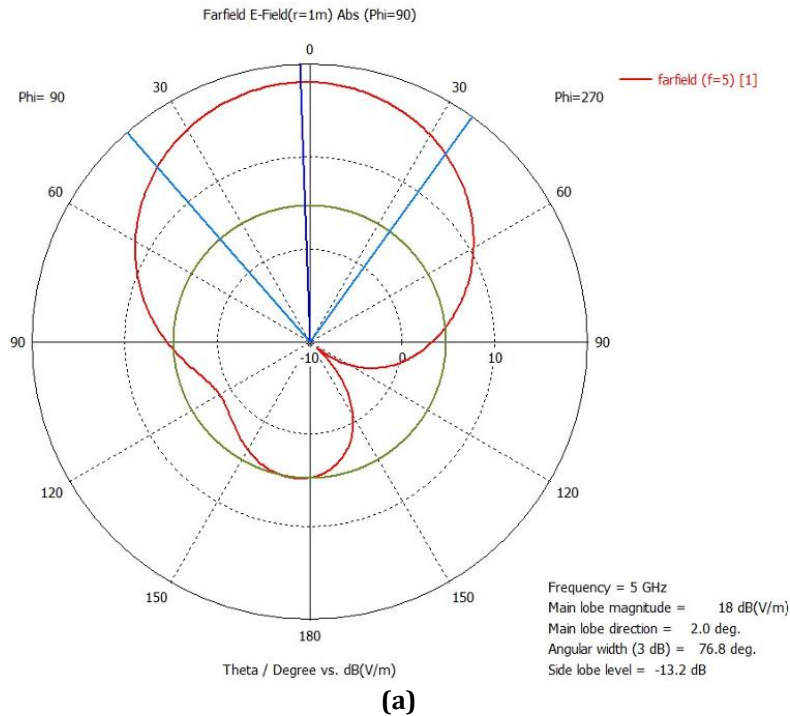 Farfield E-Field(r=1m) Abs (Phi=90)
0
30
30
Phi= 90
Phi=270
farfield (f=5) [1]
60
60
90
-10
0
10
90
120
120
150
150
180
Theta / Degree vs. dB(V/m)
Frequency = 5 GHz
Main lobe magnitude = 18 dB(V/m)
Main lobe direction = 2.0 deg.
Angular width (3 dB) = 76.8 deg.
Side lobe level = -13.2 dB
(a)